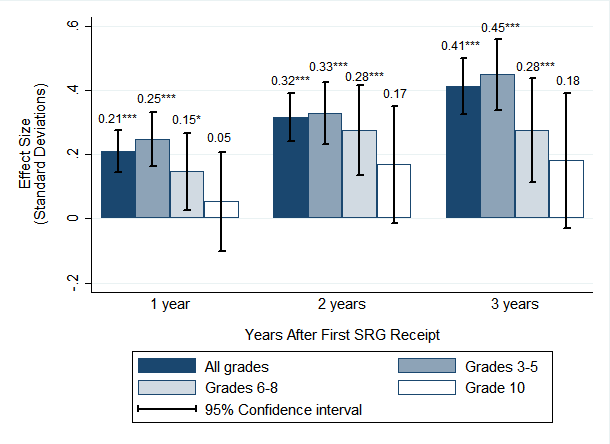 Effect Size
(Standard Deviations)
.6
.4
.2
0
-.2
0.21***
0.25***
0.15*
0.05
0.32***
0.33***
0.28***
0.17
0.41***
0.45***
0.28***
0.18
1 year
2 years
3 years
Years After First SRG Receipt
All grades
Grades 3-5
Grades 6-8
Grade 10
95% Confidence interval